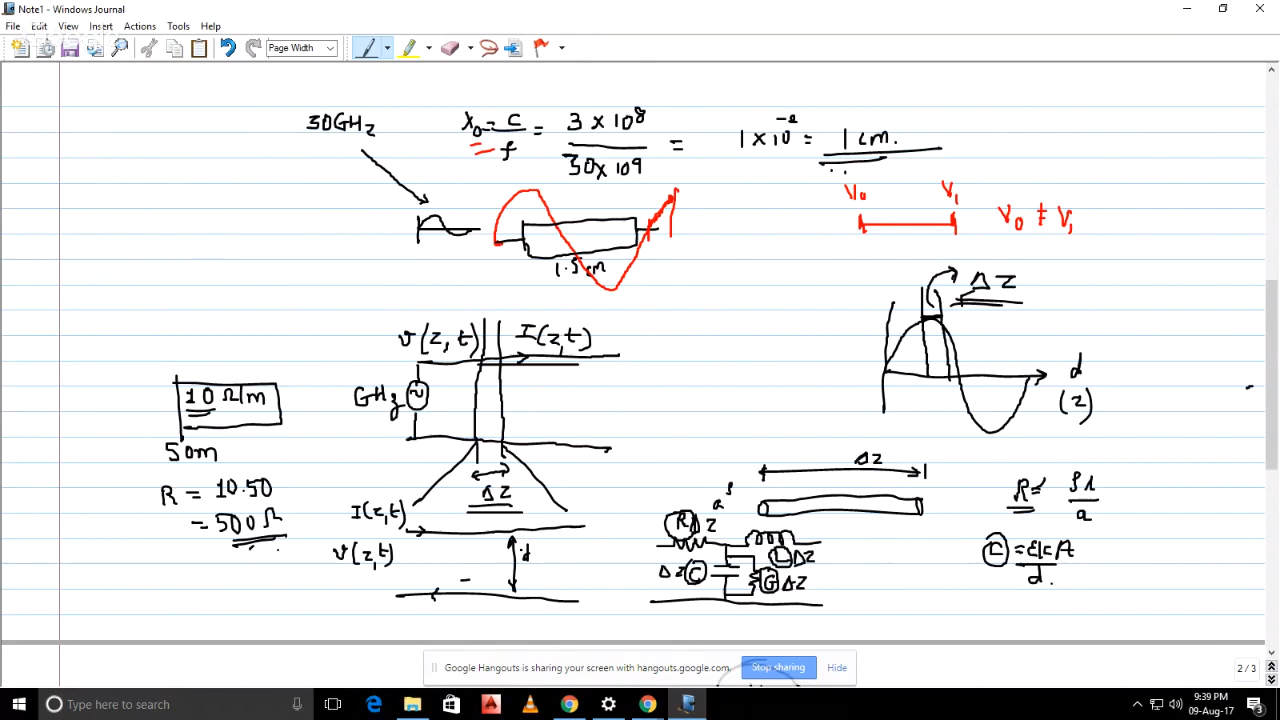 Note1 - Windows Journal
File Edit View Insert Actions Tools Help
Page Width
30GHz
λ0 = c/f = 3 x 10^8 / 30 x 10^9 = 1 x 10^-2 = 1 cm.
V0 V1
V0 ≠ V1
1.5 cm
ΔZ
v(z, t) I(z,t)
GHz
d
(z)
10 Ω/m
50m
R = 10.50
= 500 Ω
ΔZ
I(z,t)
v(z,t)
d
ΔZ
R ΔZ
L ΔZ
ΔZ C
G ΔZ
R = ρl/a
C = εA/d.
Google Hangouts is sharing your screen with hangouts.google.com.
Stop sharing
Hide
2 / 3
Type here to search
9:39 PM
09-Aug-17
3